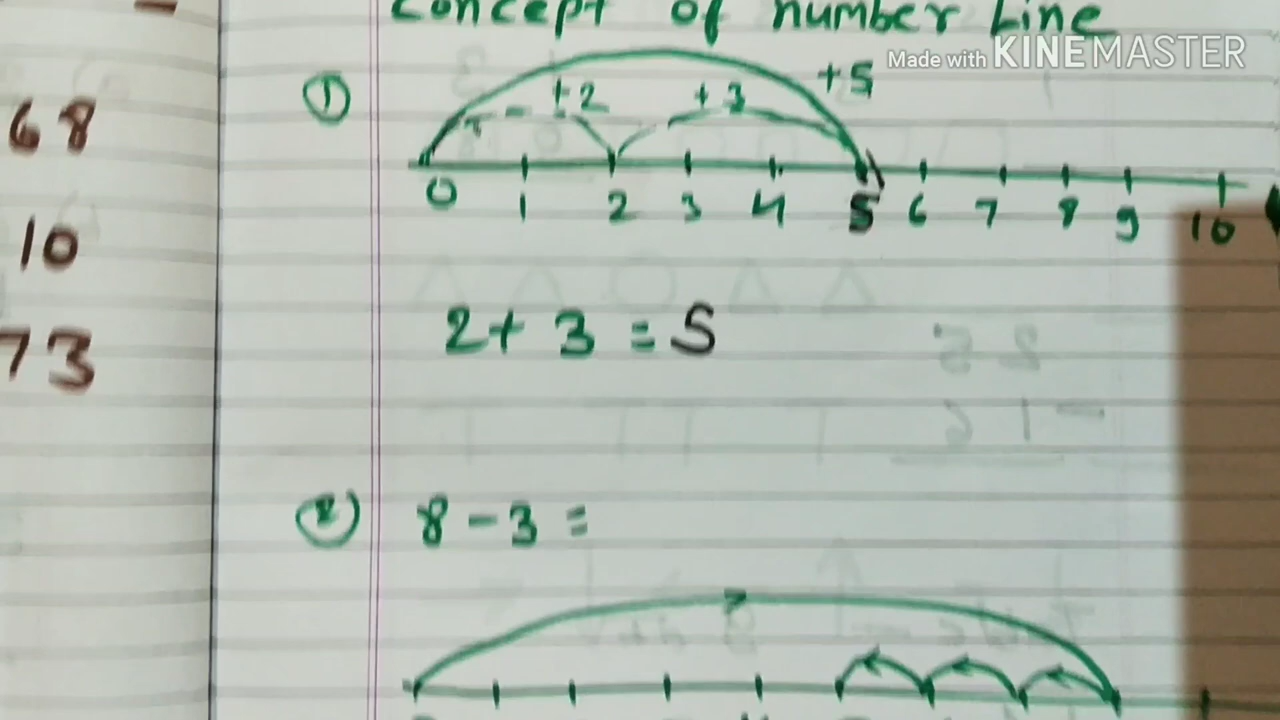 Concept of number Line
Made with KINEMASTER
68
10
73
① +2 +3 +5
0 1 2 3 4 5 6 7 8 9 10
2 + 3 = 5
② 8 - 3 =